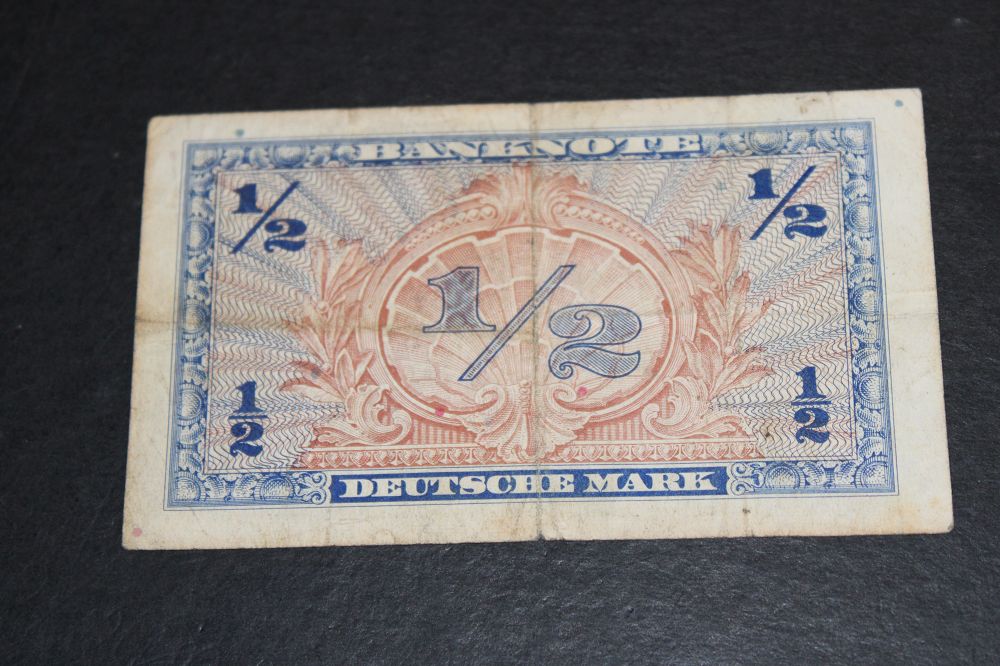 BANKNOTE
1/2 1/2
1/2
1/2 1/2
DEUTSCHE MARK